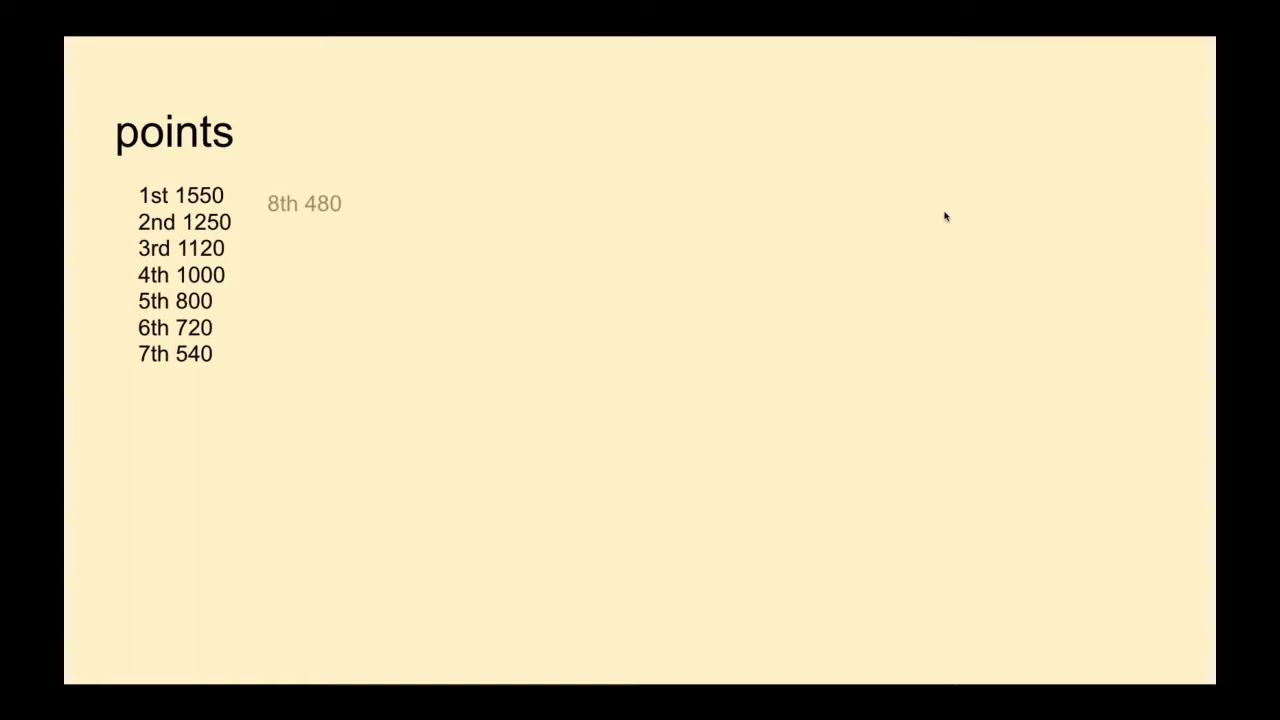 points
1st 1550
2nd 1250
3rd 1120
4th 1000
5th 800
6th 720
7th 540
8th 480